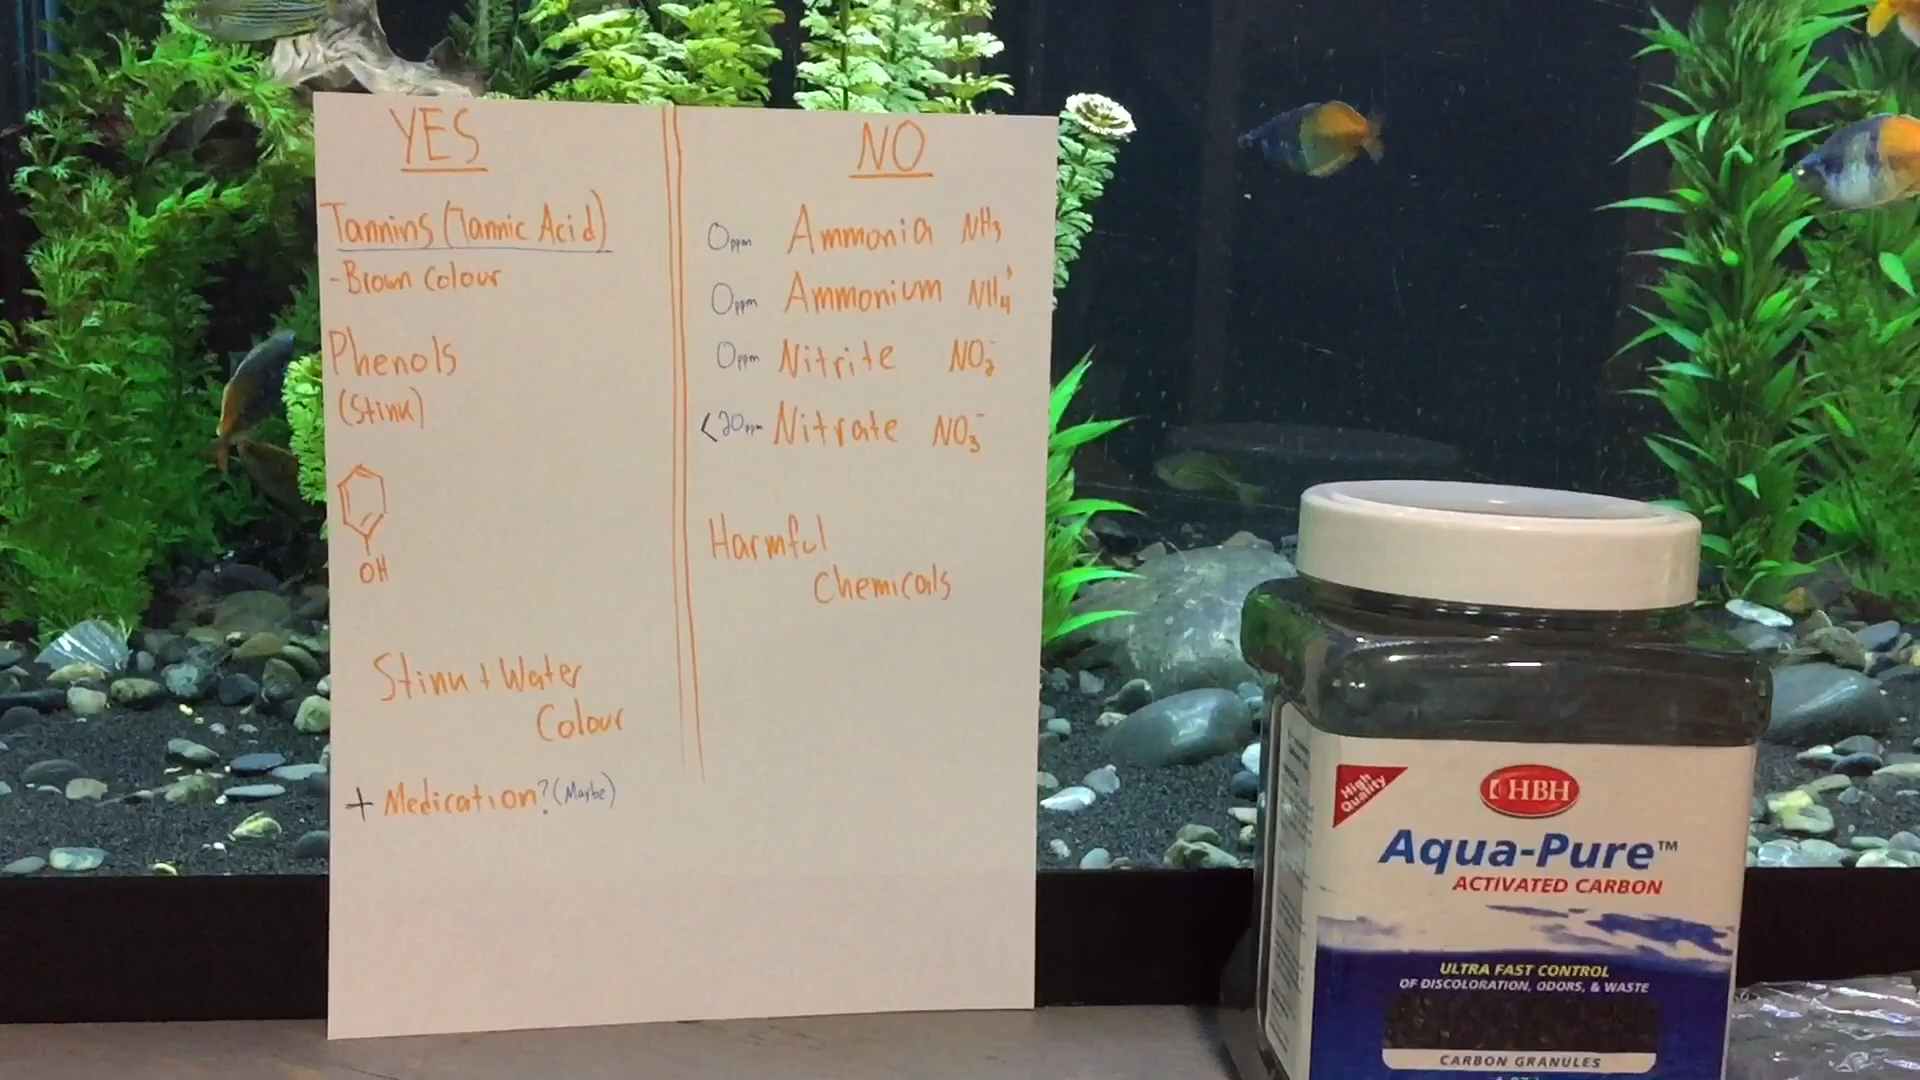 YES
Tannins (Tannic Acid)
-Brown Colour
Phenols
(Stink)
OH
Stink + Water
Colour
+ Medication? (Maybe)
NO
0ppm Ammonia NH3
0ppm Ammonium NH4+
0ppm Nitrite NO2-
<20ppm Nitrate NO3-
Harmful
Chemicals
High
Quality
HBH
Aqua-Pure™
ACTIVATED CARBON
ULTRA FAST CONTROL
OF DISCOLORATION, ODORS, & WASTE
CARBON GRANULES